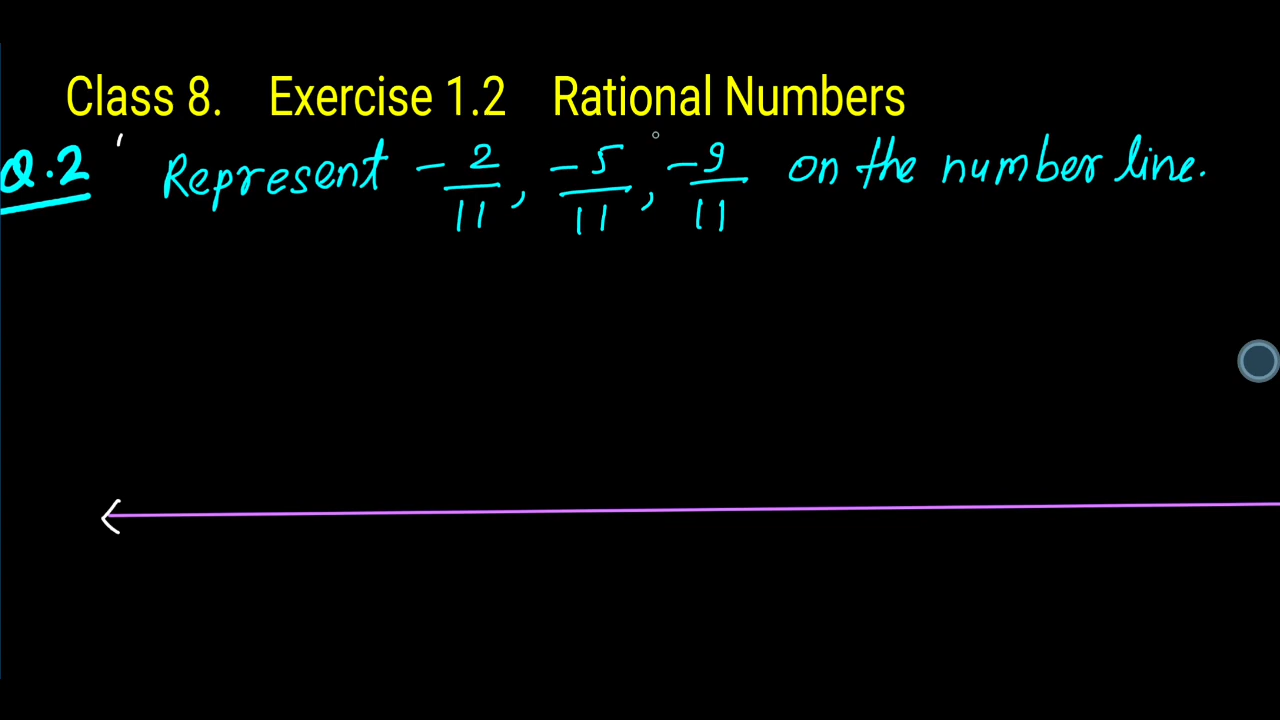 Class 8. Exercise 1.2 Rational Numbers
Q.2 Represent -2/11, -5/11, -9/11 on the number line.